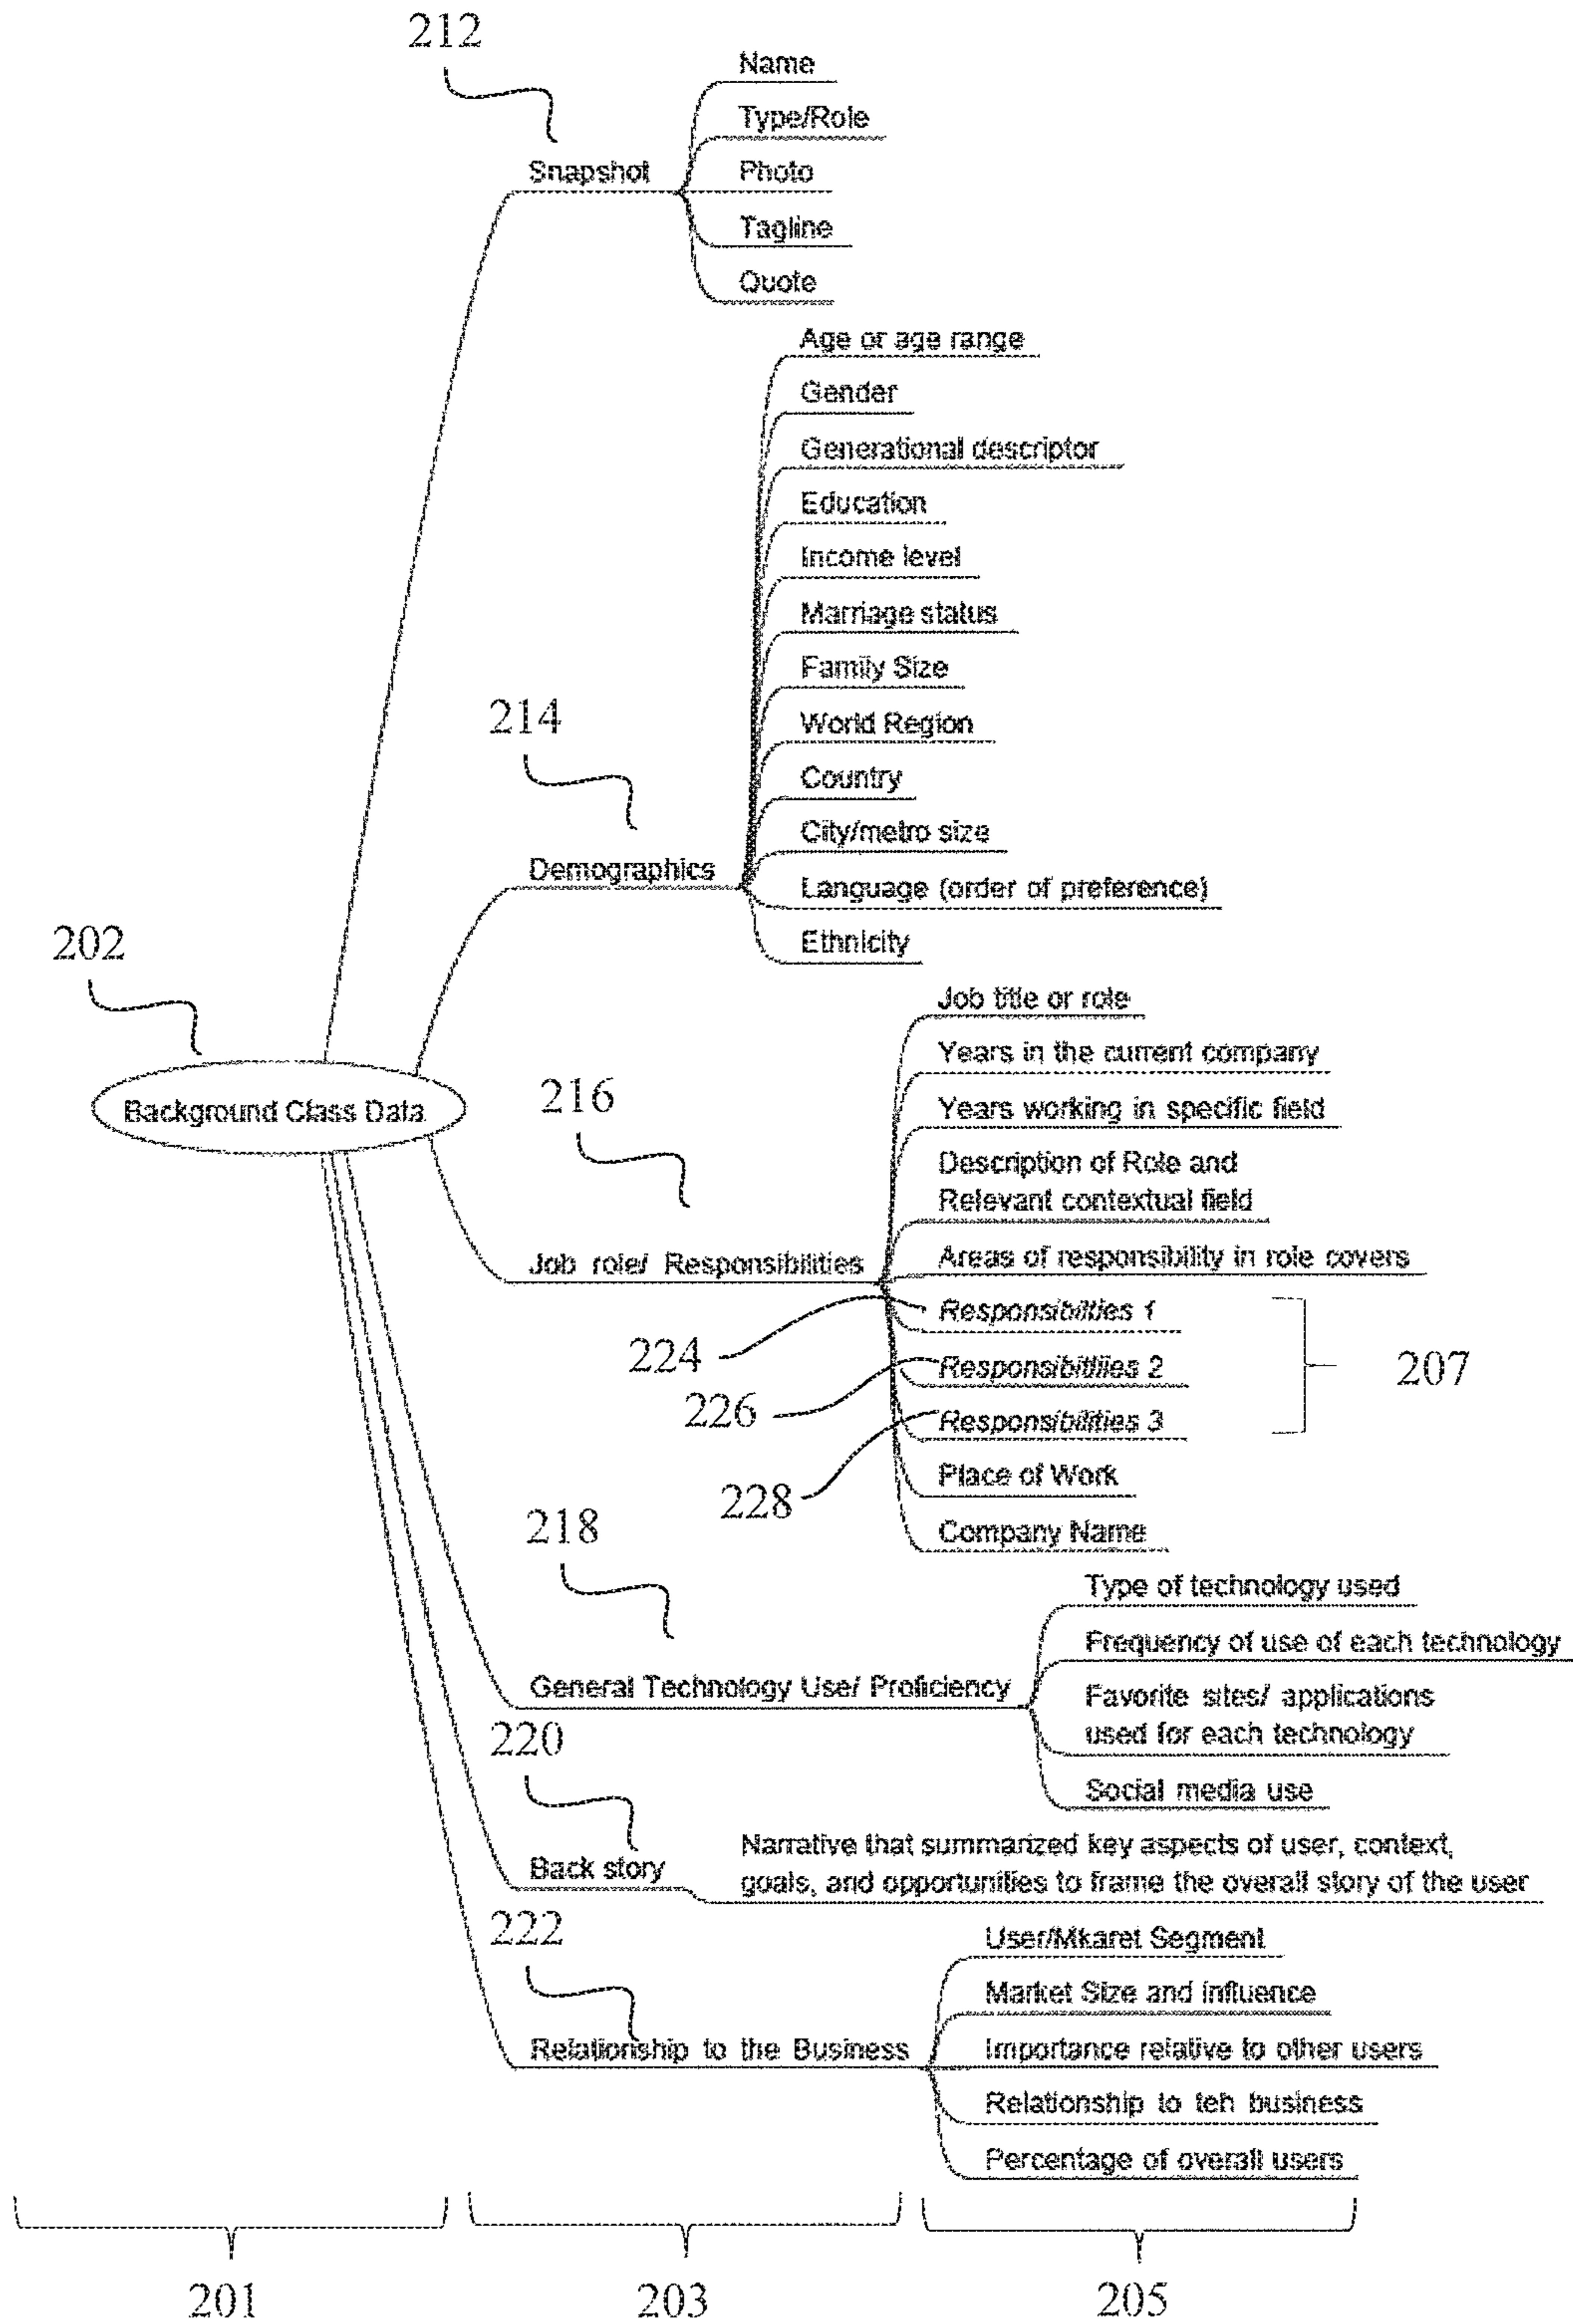 212
Name
Type/Role
Snapshot
Photo
Tagline
Quote
Age or age range
Gender
Generational descriptor
Education
Income level
Marriage status
Family Size
214
World Region
Country
City/metro size
Demographics
Language (order of preference)
202
Ethnicity
Job title or role
Years in the current company
216
Background Class Data
Years working in specific field
Description of Role and
Relevant contextual field
Job role/ Responsibilities
Areas of responsibility in role covers
Responsibilities 1
224
Responsibitliies 2
207
226
Responsibilities 3
228
Place of Work
218
Company Name
Type of technology used
Frequency of use of each technology
General Technology Use/ Proficiency
Favorite sites/ applications
used for each technology
220
Social media use
Back story
Narrative that summarized key aspects of user, context,
goals, and opportunities to frame the overall story of the user
222
User/Mkaret Segment
Market Size and influence
Relationship to the Business
Importance relative to other users
Relationship to teh business
Percentage of overall users
201
203
205